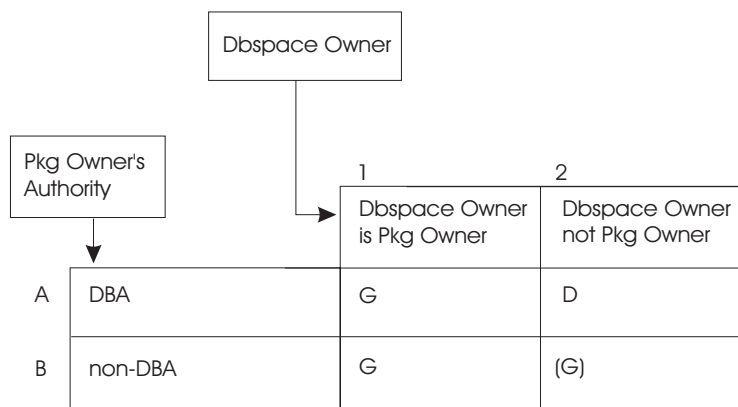 Dbspace Owner
Pkg Owner's
Authority
1
2
Dbspace Owner
is Pkg Owner
Dbspace Owner
not Pkg Owner
A
DBA
G
D
B
non-DBA
G
(G)